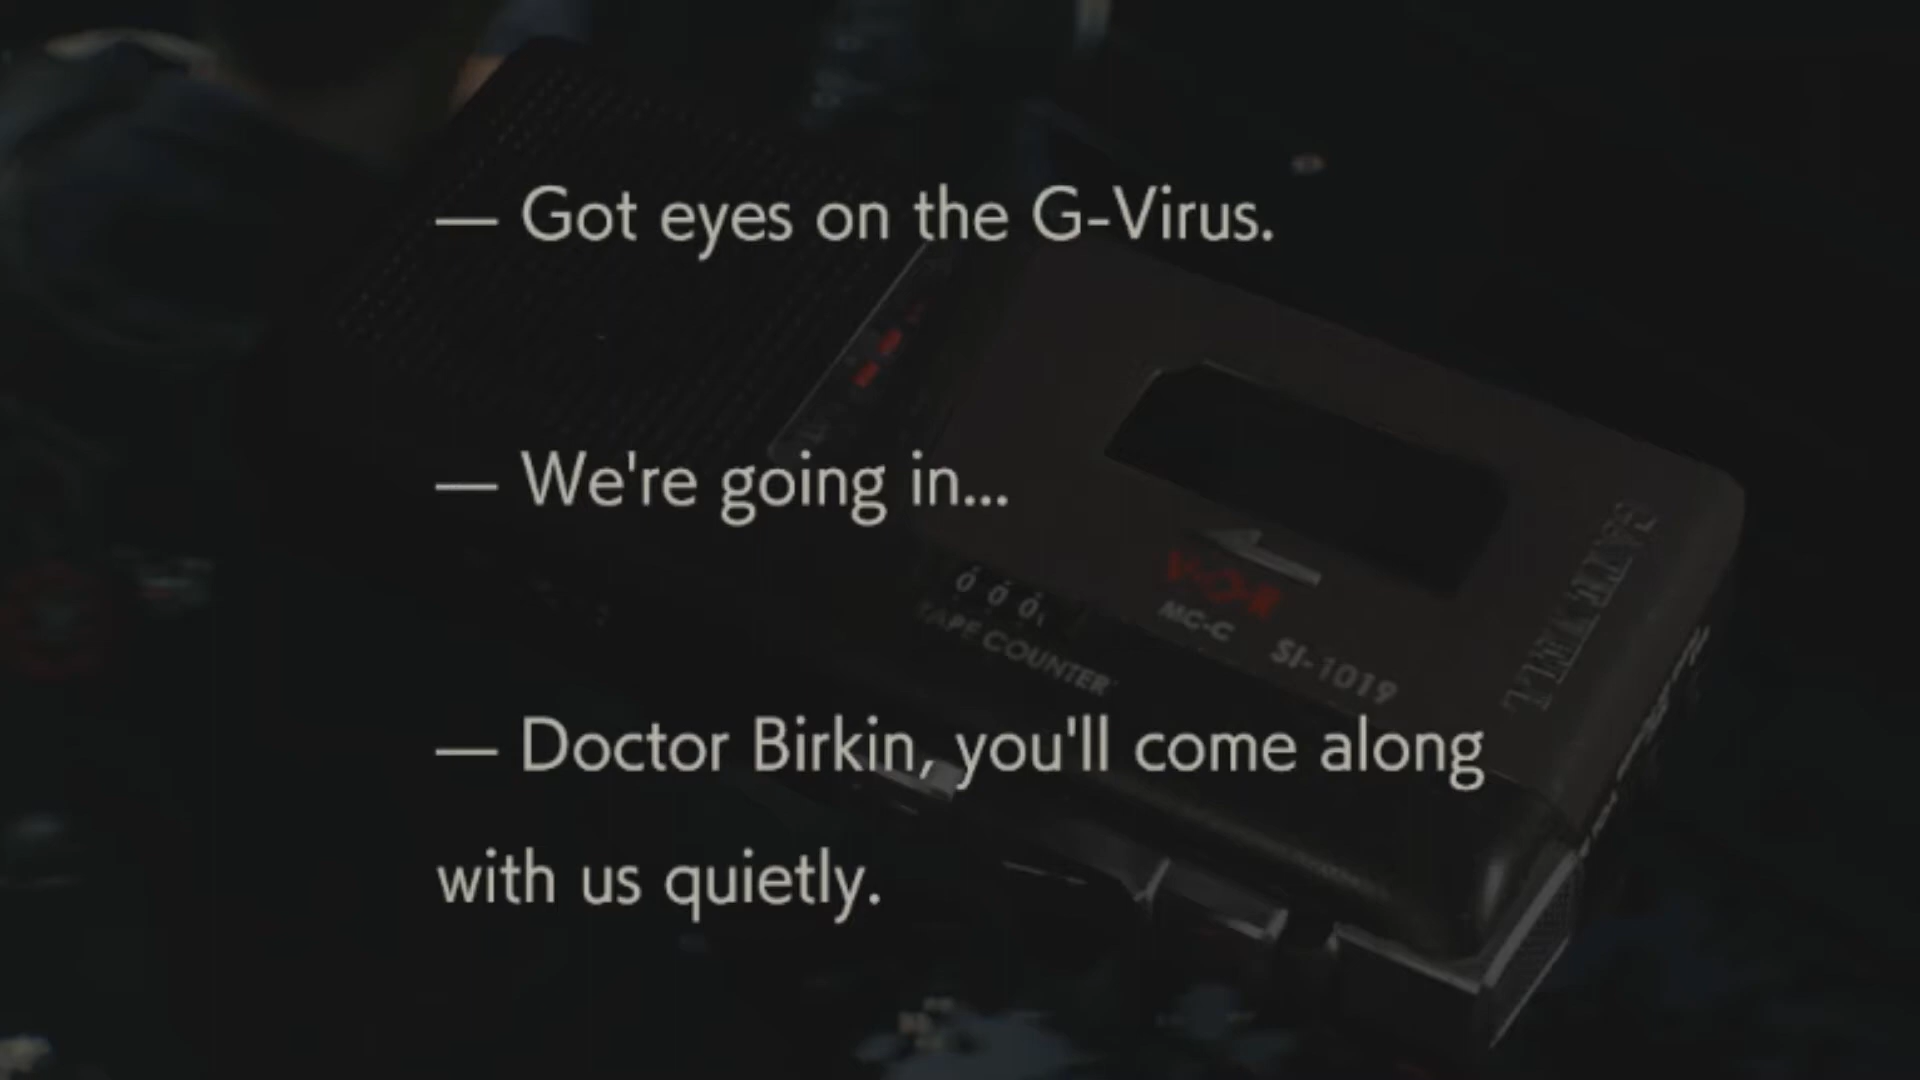 — Got eyes on the G-Virus.
— We're going in...
000
TAPE COUNTER
V·O·R
MC-C SI-1019
— Doctor Birkin, you'll come along
with us quietly.